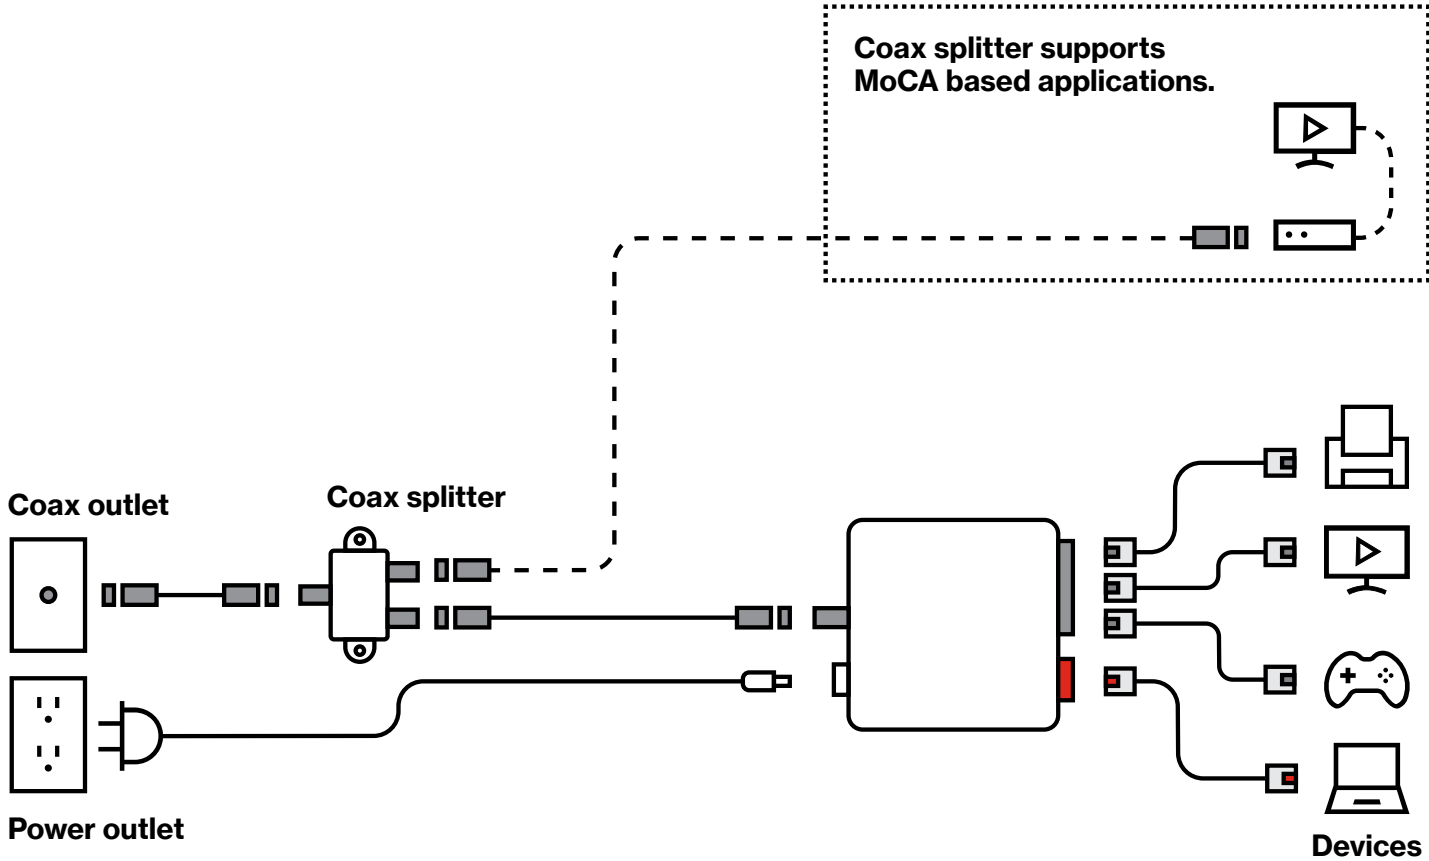 Coax splitter supports
MoCA based applications.
Coax outlet
Coax splitter
Power outlet
Devices